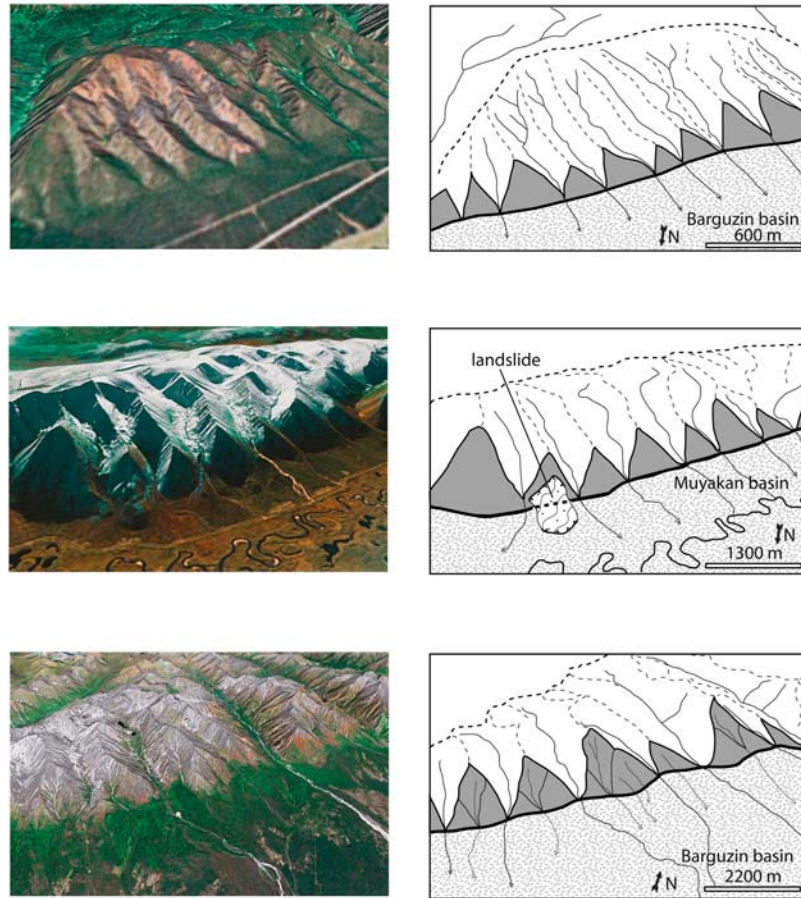 Barguzin basin
N
600 m
landslide
Muyakan basin
N
1300 m
Barguzin basin
N
2200 m